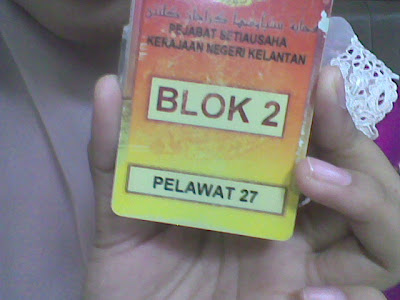 PEJABAT SETIAUSAHA
KERAJAAN NEGERI KELANTAN
BLOK 2
PELAWAT 27